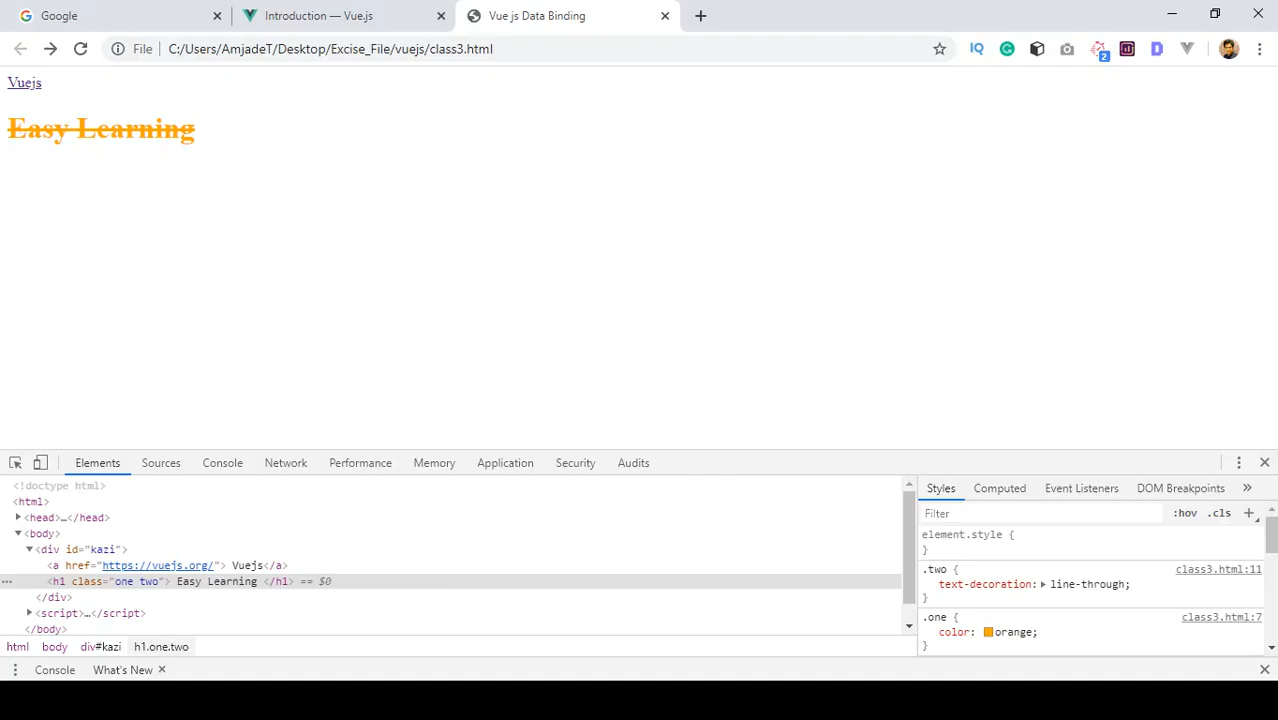 Google
Introduction — Vue.js
Vue js Data Binding
File
C:/Users/AmjadeT/Desktop/Excise_File/vuejs/class3.html
IQ
2
D
Vuejs
Easy Learning
Elements
Sources
Console
Network
Performance
Memory
Application
Security
Audits
<!doctype html>
<html>
<head>…</head>
<body>
<div id="kazi">
<a href="https://vuejs.org/"> Vuejs</a>
<h1 class="one two"> Easy Learning </h1> == $0
</div>
<script>…</script>
</body>
html
body
div#kazi
h1.one.two
Styles
Computed
Event Listeners
DOM Breakpoints
Filter
:hov
.cls
element.style {
}
.two {
class3.html:11
text-decoration: line-through;
}
.one {
class3.html:7
color: orange;
}
Console
What's New